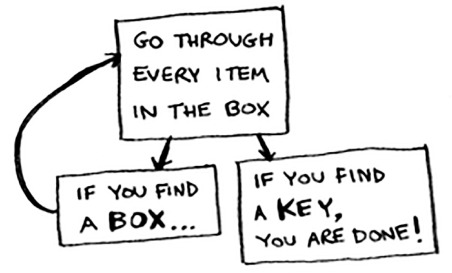 GO THROUGH
EVERY ITEM
IN THE BOX
IF YOU FIND
A BOX...
IF YOU FIND
A KEY,
YOU ARE DONE!